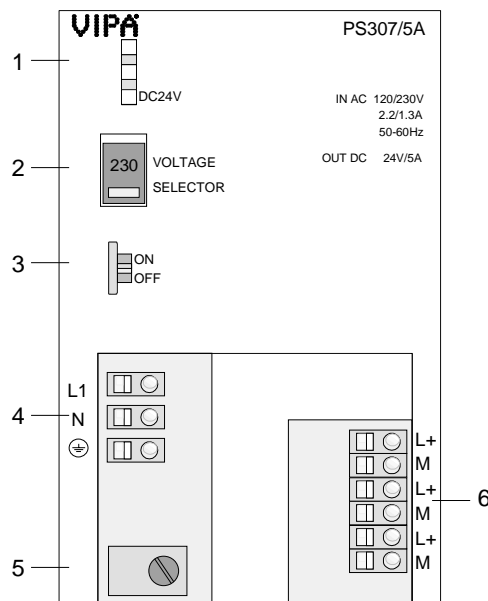 VIPA
PS307/5A
1
DC24V
IN AC 120/230V
2.2/1.3A
50-60Hz
2
230
VOLTAGE
SELECTOR
OUT DC 24V/5A
3
ON
OFF
L1
4
N
L+
M
L+
6
M
L+
M
5